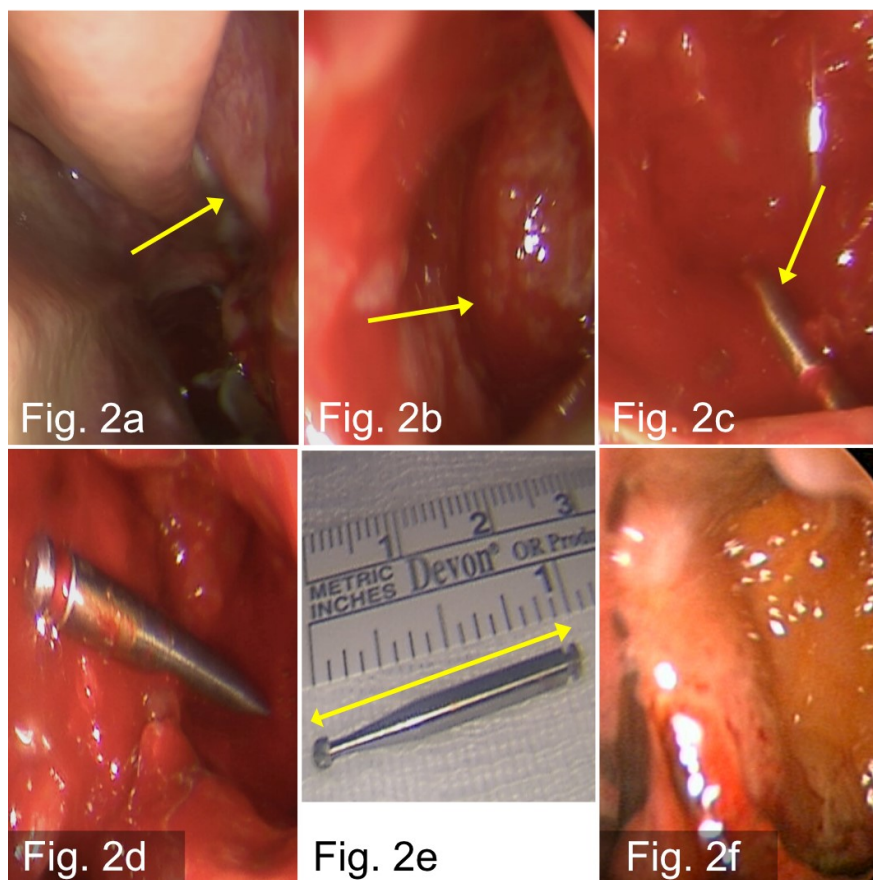 Fig. 2a
Fig. 2b
Fig. 2c
1 2 3
METRIC Devon® OR Produ
INCHES 1
Fig. 2d
Fig. 2e
Fig. 2f